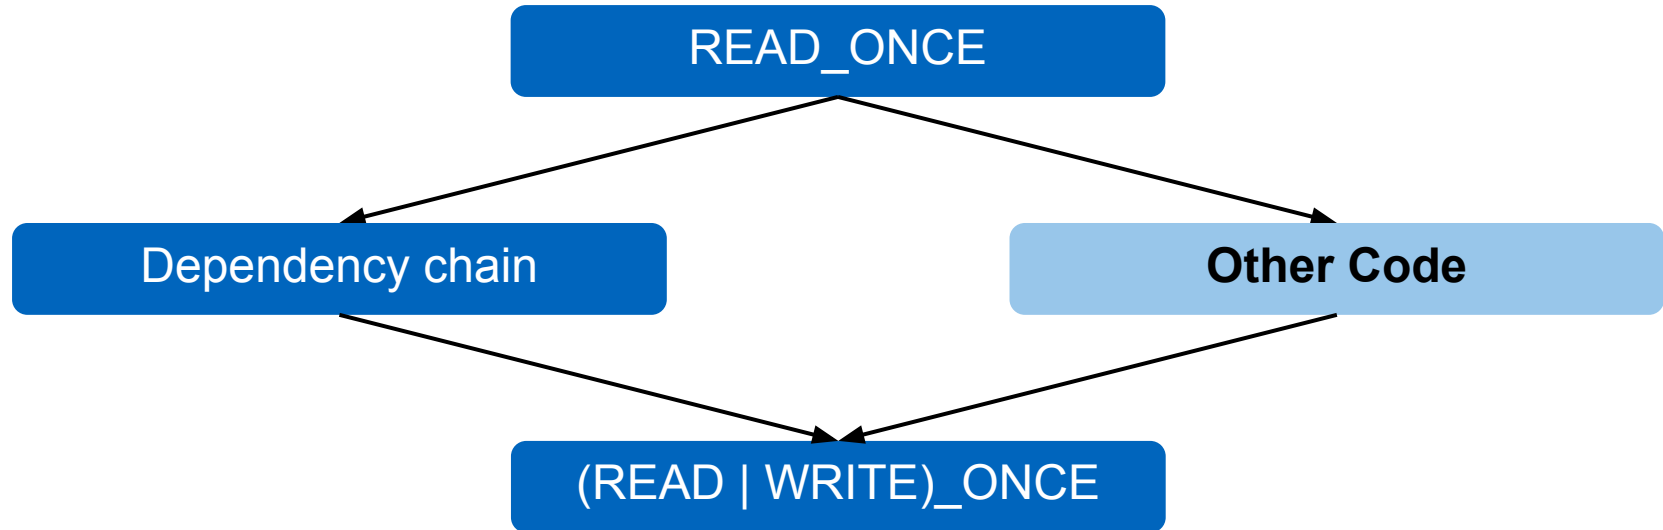 READ_ONCE
Dependency chain
Other Code
(READ | WRITE)_ONCE